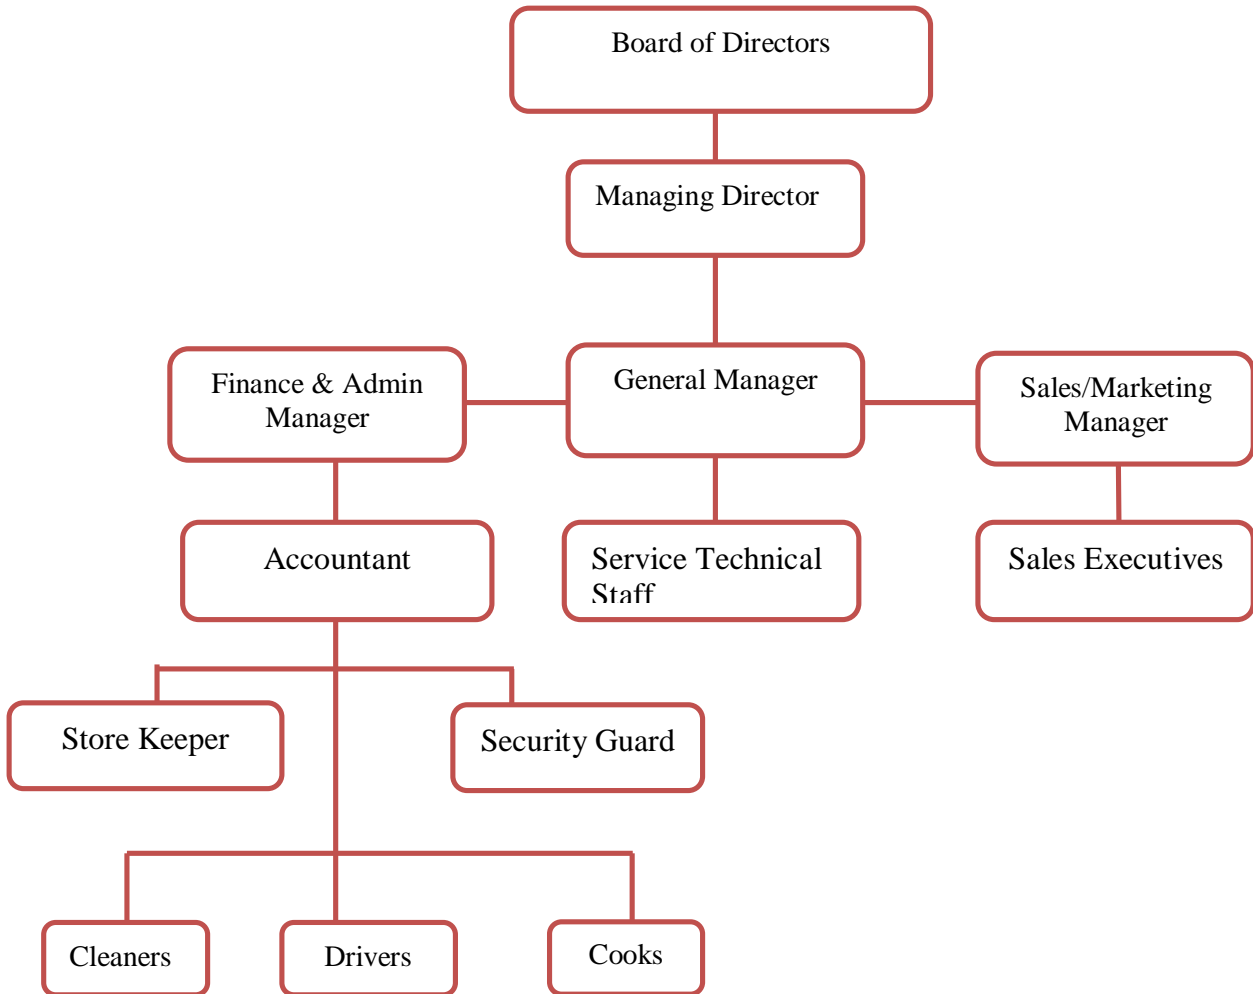 Board of Directors
Managing Director
Finance & Admin
Manager
General Manager
Sales/Marketing
Manager
Accountant
Service Technical
Staff
Sales Executives
Store Keeper
Security Guard
Cleaners
Drivers
Cooks